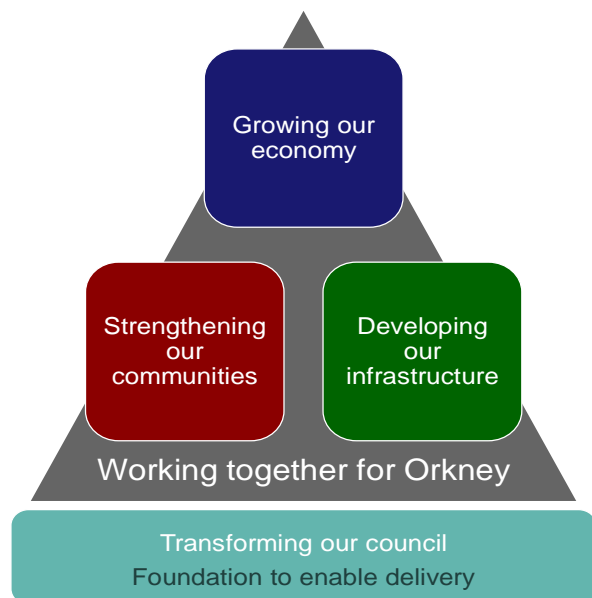 Growing our
economy
Strengthening
our
communities
Developing
our
infrastructure
Working together for Orkney
Transforming our council
Foundation to enable delivery